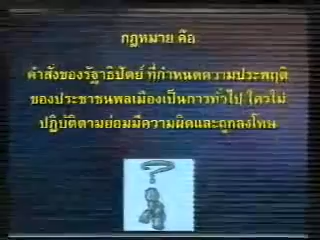 กฎหมาย คือ
คำสั่งของรัฐาธิปัตย์ ที่กำหนดความประพฤติ
ของประชาชนพลเมืองเป็นการทั่วไป ใครไม่
ปฏิบัติตามย่อมมีความผิดและถูกลงโทษ